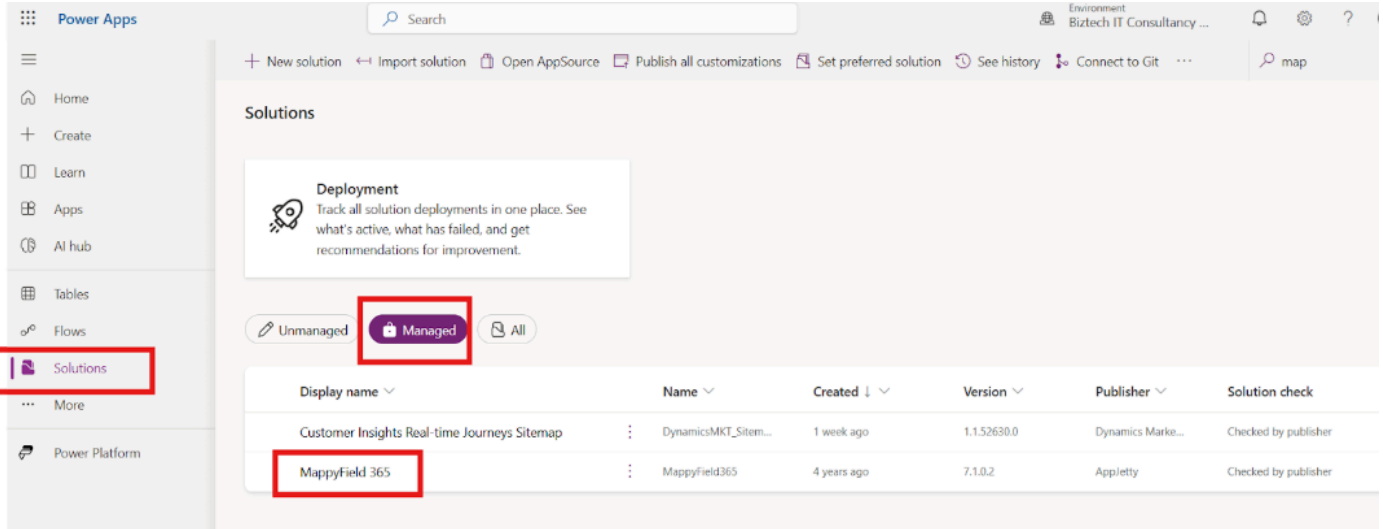 Power Apps
Search
Environment
Biztech IT Consultancy ...
?
New solution
Import solution
Open AppSource
Publish all customizations
Set preferred solution
See history
Connect to Git
...
map
Home
Create
Learn
Apps
AI hub
Tables
Flows
Solutions
More
Power Platform
Solutions
Deployment
Track all solution deployments in one place. See
what's active, what has failed, and get
recommendations for improvement.
Unmanaged
Managed
All
Display name Name Created ↓ Version Publisher Solution check
Customer Insights Real-time Journeys Sitemap DynamicsMKT_Sitem... 1 week ago 1.1.52630.0 Dynamics Marke... Checked by publisher
MappyField 365 MappyField365 4 years ago 7.1.0.2 AppJetty Checked by publisher